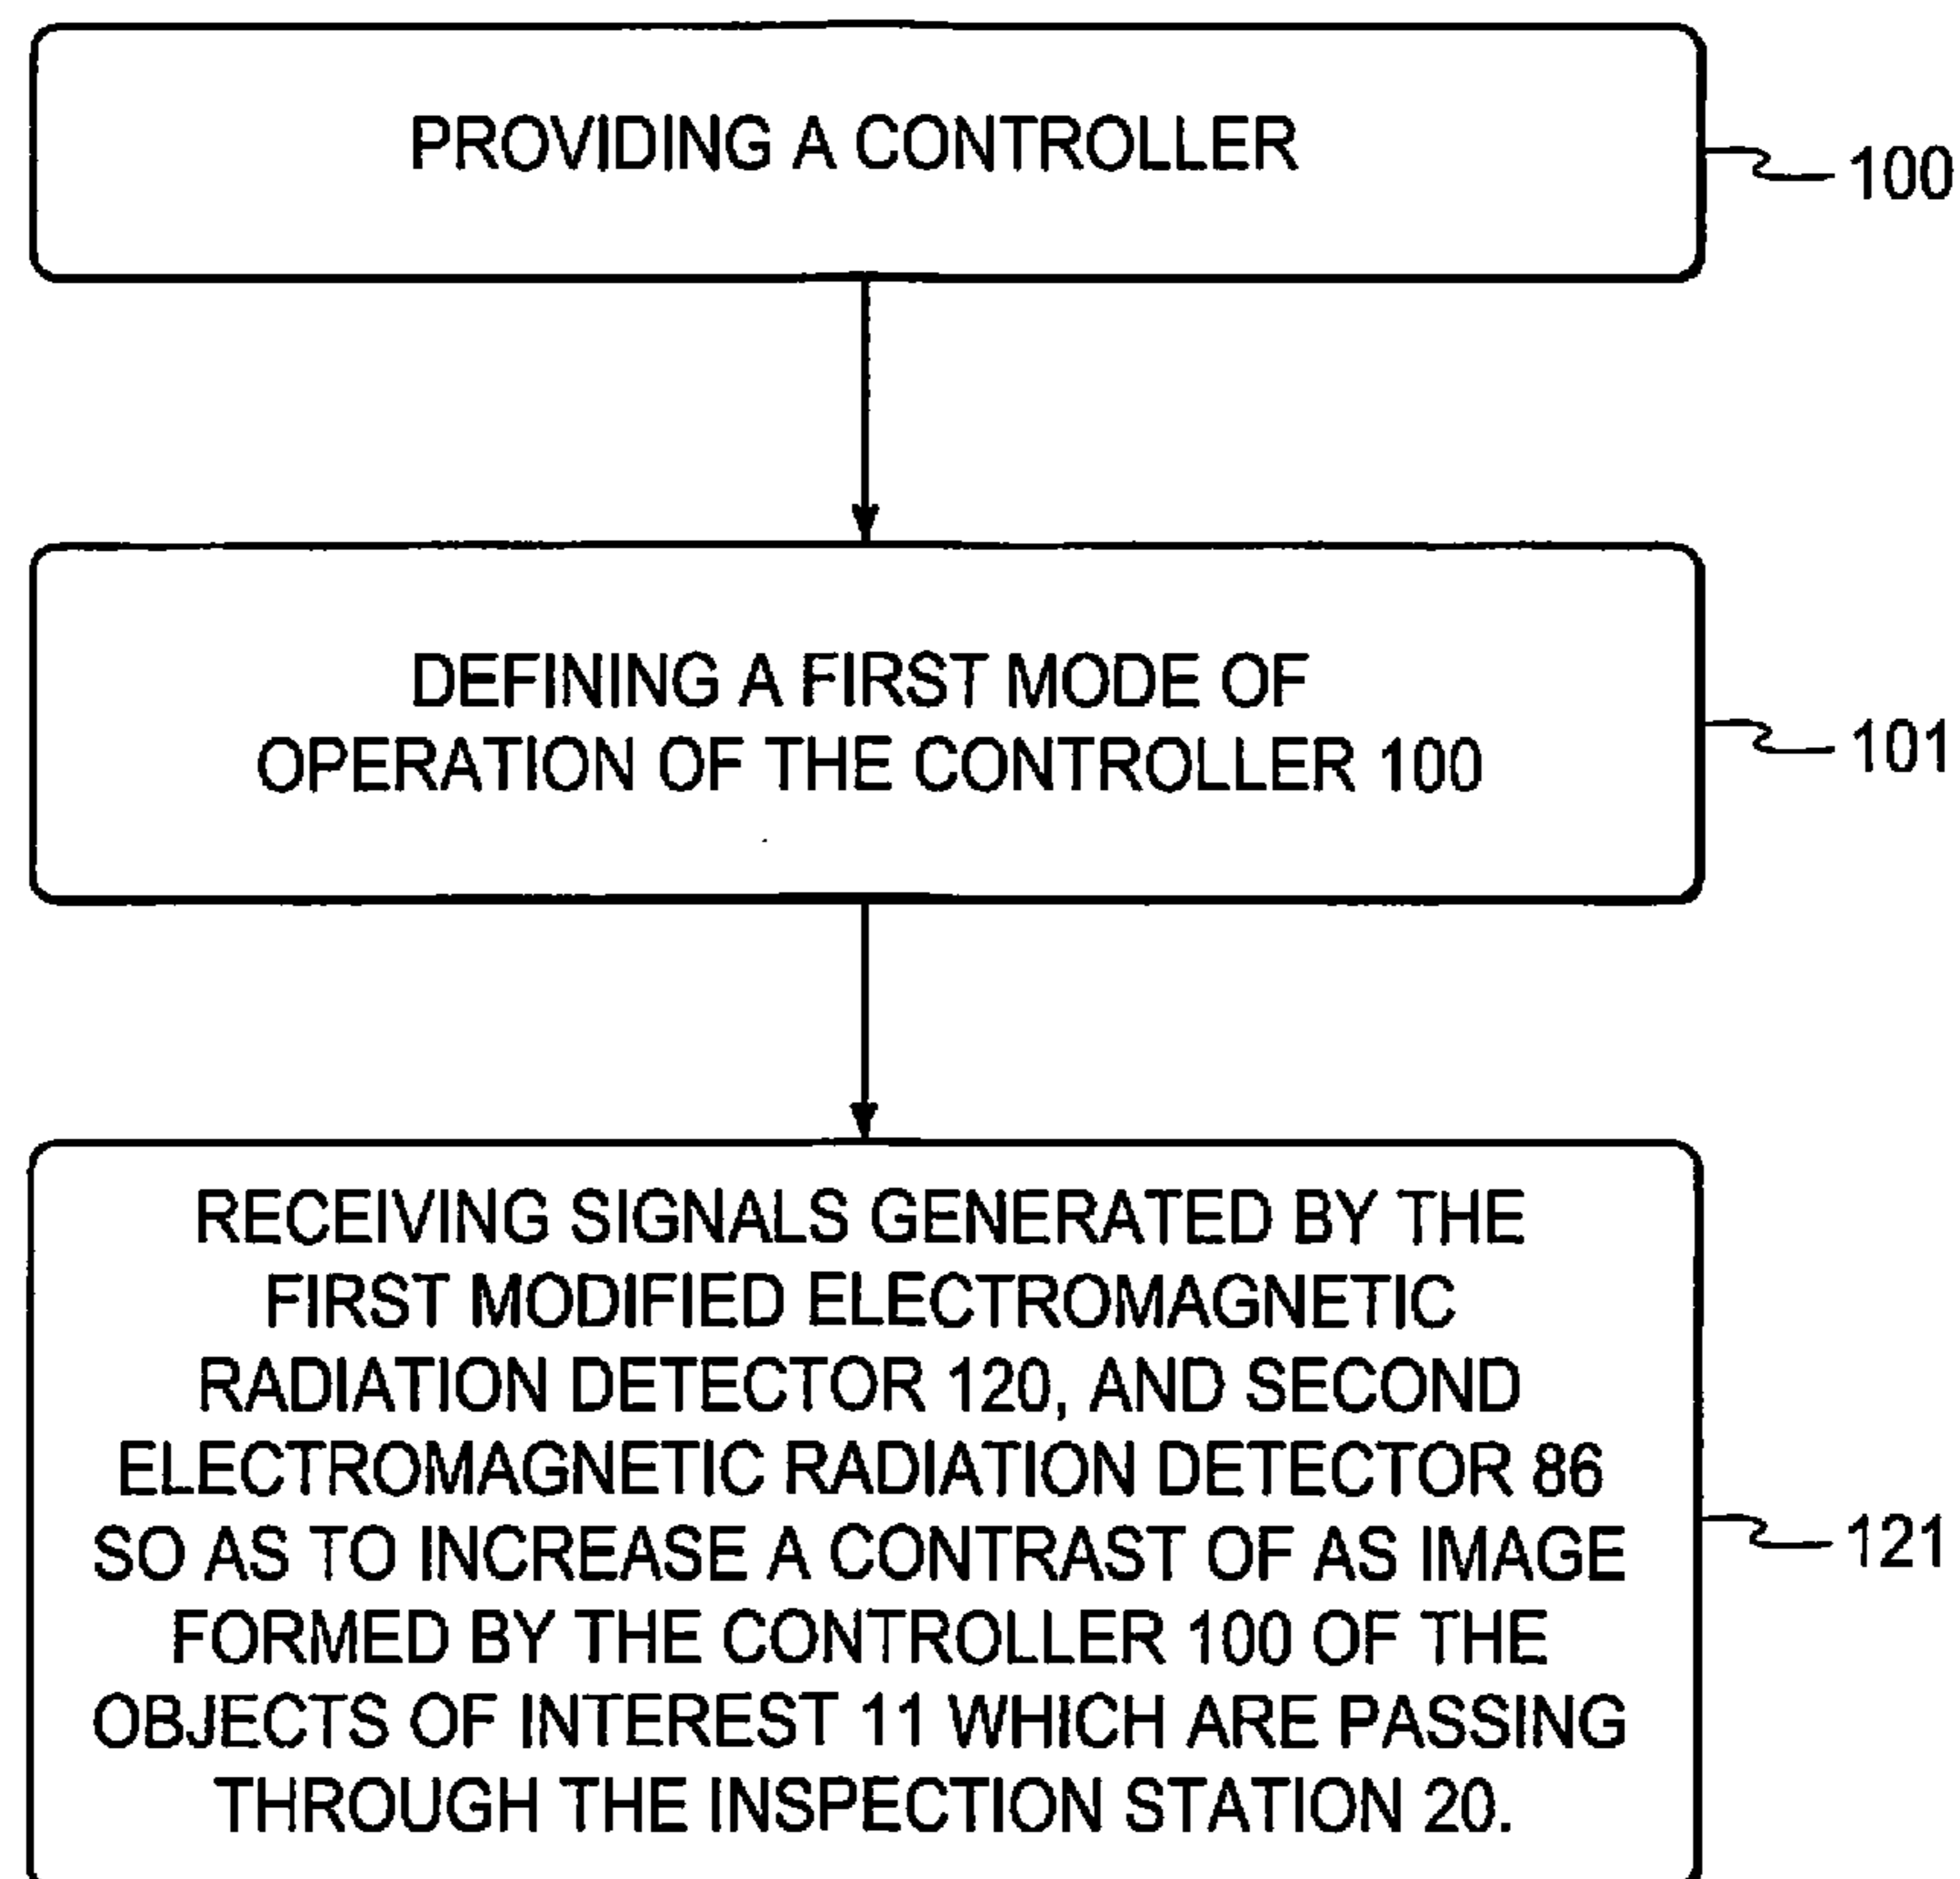 PROVIDING A CONTROLLER
100
DEFINING A FIRST MODE OF
OPERATION OF THE CONTROLLER 100
101
RECEIVING SIGNALS GENERATED BY THE
FIRST MODIFIED ELECTROMAGNETIC
RADIATION DETECTOR 120, AND SECOND
ELECTROMAGNETIC RADIATION DETECTOR 86
SO AS TO INCREASE A CONTRAST OF AS IMAGE
FORMED BY THE CONTROLLER 100 OF THE
OBJECTS OF INTEREST 11 WHICH ARE PASSING
THROUGH THE INSPECTION STATION 20.
121